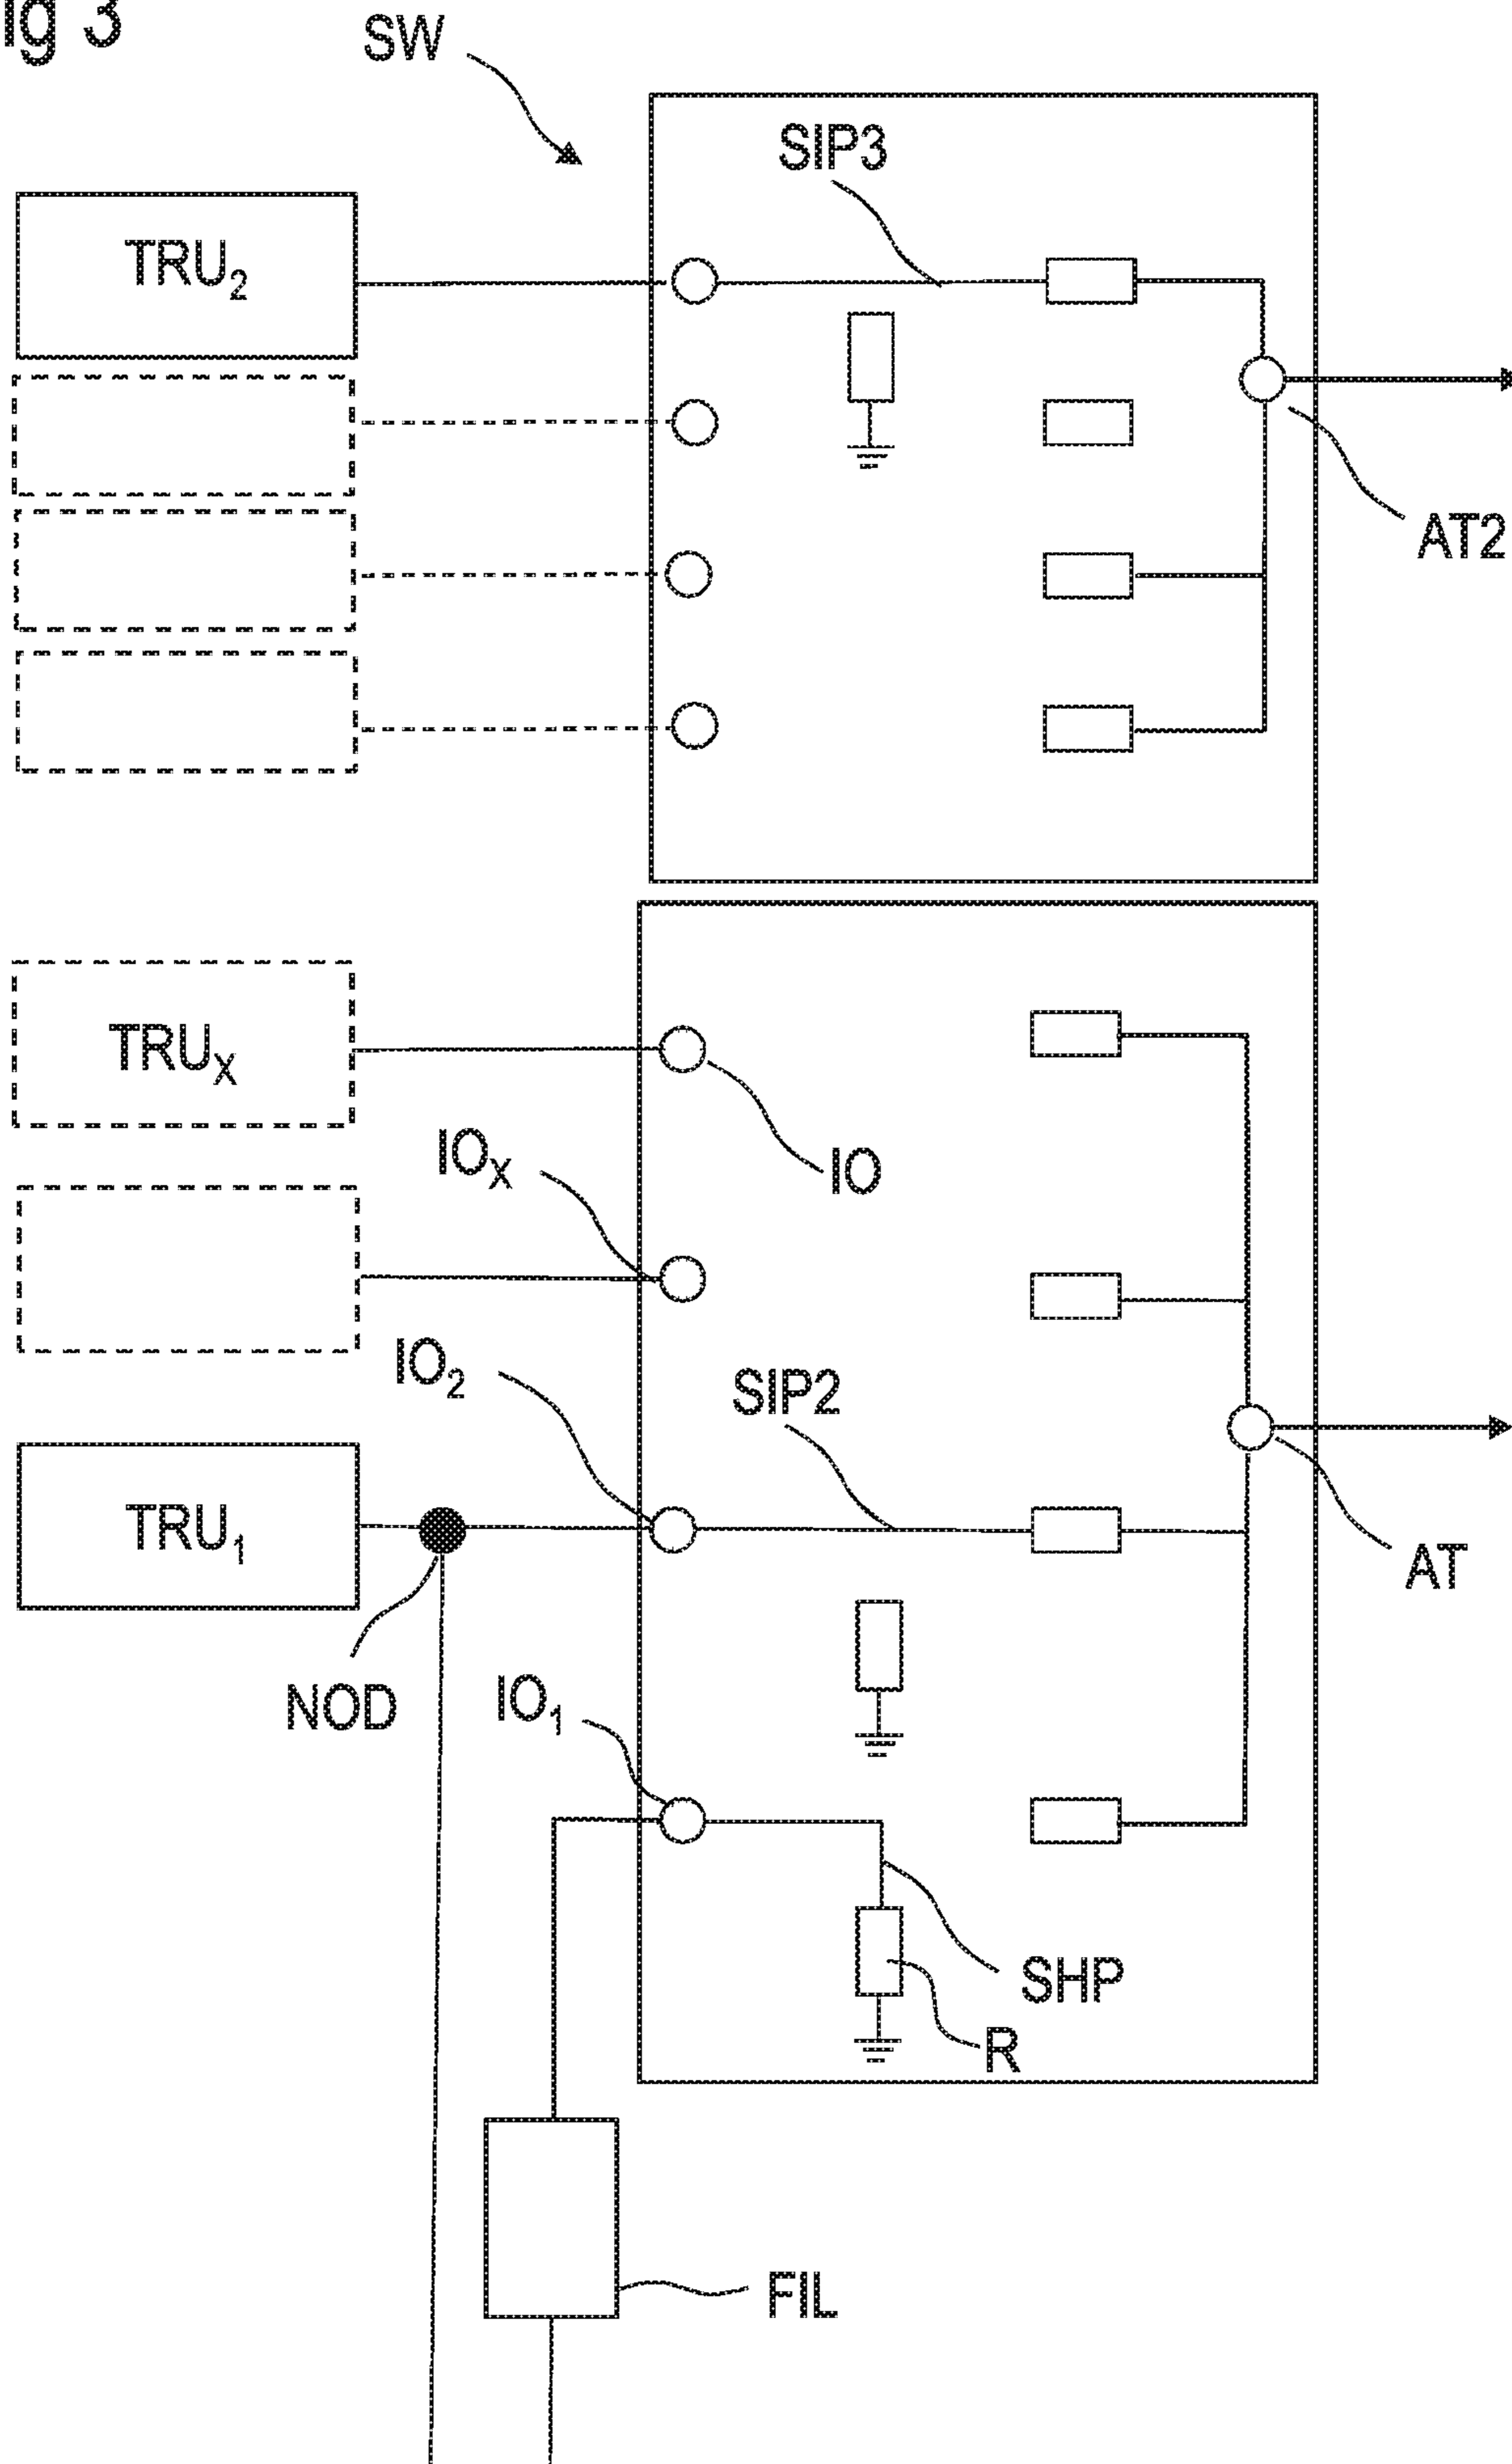 ig 3
SW
SIP3
TRU₂
AT2
TRUₓ
IOₓ
IO
IO₂
SIP2
TRU₁
AT
NOD
IO₁
SHP
R
FIL